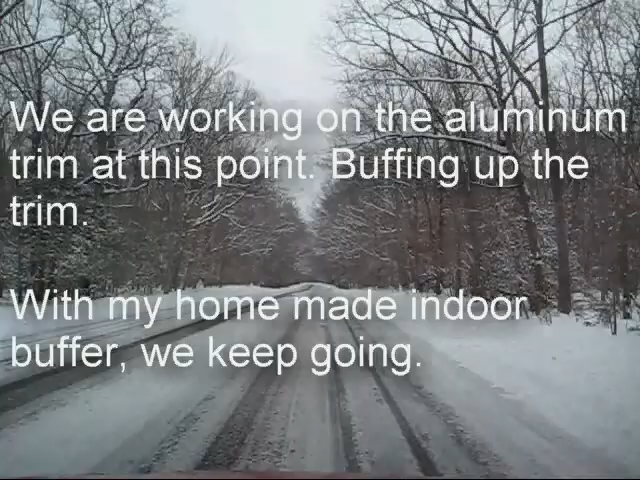 We are working on the aluminum
trim at this point. Buffing up the
trim.
With my home made indoor
buffer, we keep going.